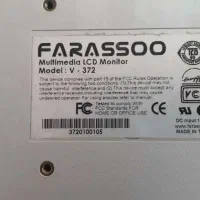 FARASSOO
Multimedia LCD Monitor
Model : V - 372
This device complies with part 15 of the FCC Rules Operation is
subject to the following two conditions: (1) This device may not
cause harmful interference and (2) This device must accept any
interference received including interference that may cause
undesired operation.
Tested To Comply With
FCC Standards FOR
HOME OR OFFICE USE
FC
3720100105
TCO
VC